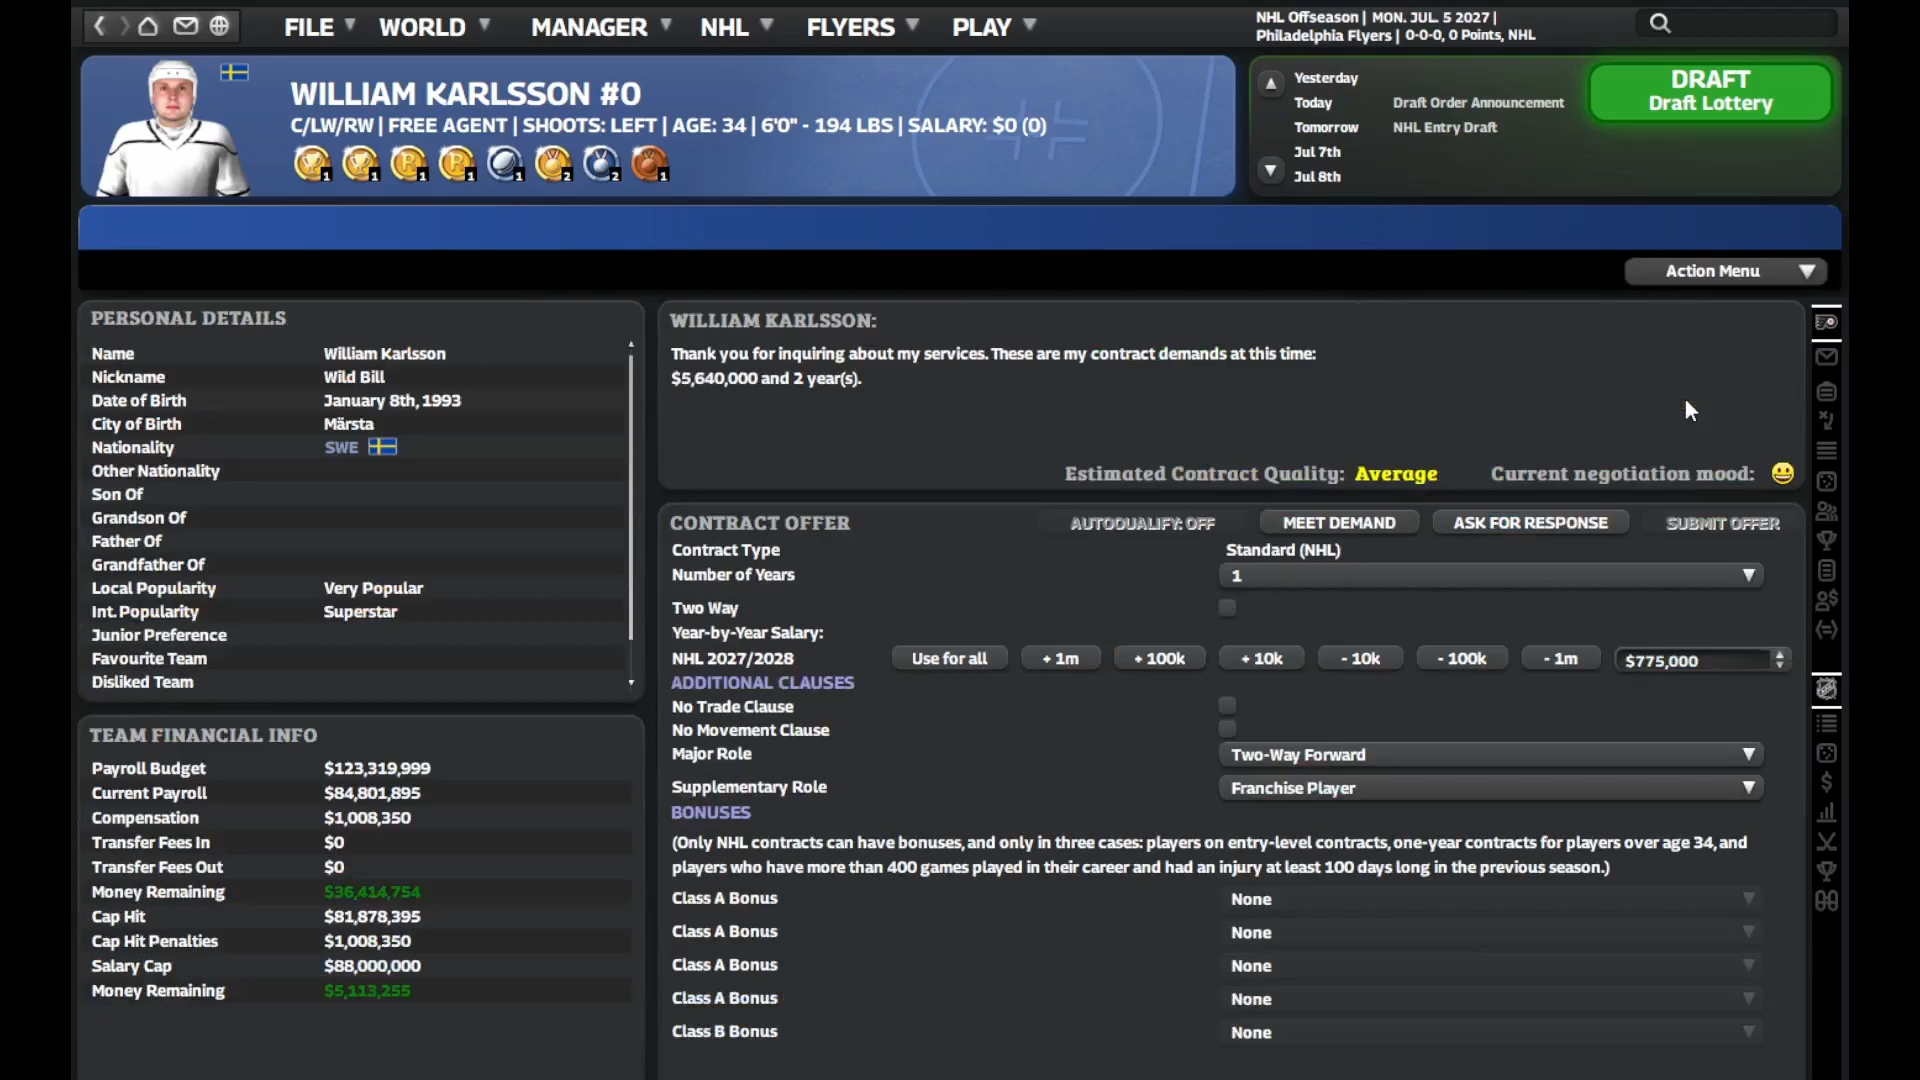 FILE WORLD MANAGER NHL FLYERS PLAY
NHL Offseason | MON. JUL. 5 2027 |
Philadelphia Flyers | 0-0-0, 0 Points, NHL
WILLIAM KARLSSON #0
C/LW/RW | FREE AGENT | SHOOTS: LEFT | AGE: 34 | 6'0" - 194 LBS | SALARY: $0 (0)
1 1 1 1 1 2 2 1
Yesterday
Today Draft Order Announcement
Tomorrow NHL Entry Draft
Jul 7th
Jul 8th
DRAFT
Draft Lottery
Action Menu
PERSONAL DETAILS
Name William Karlsson
Nickname Wild Bill
Date of Birth January 8th, 1993
City of Birth Märsta
Nationality SWE
Other Nationality
Son Of
Grandson Of
Father Of
Grandfather Of
Local Popularity Very Popular
Int. Popularity Superstar
Junior Preference
Favourite Team
Disliked Team
TEAM FINANCIAL INFO
Payroll Budget $123,319,999
Current Payroll $84,801,895
Compensation $1,008,350
Transfer Fees In $0
Transfer Fees Out $0
Money Remaining $36,414,754
Cap Hit $81,878,395
Cap Hit Penalties $1,008,350
Salary Cap $88,000,000
Money Remaining $5,113,255
WILLIAM KARLSSON:
Thank you for inquiring about my services. These are my contract demands at this time:
$5,640,000 and 2 year(s).
Estimated Contract Quality: Average Current negotiation mood:
CONTRACT OFFER AUTOQUALIFY: OFF MEET DEMAND ASK FOR RESPONSE SUBMIT OFFER
Contract Type Standard (NHL)
Number of Years 1
Two Way
Year-by-Year Salary:
NHL 2027/2028 Use for all + 1m + 100k + 10k - 10k - 100k - 1m $775,000
ADDITIONAL CLAUSES
No Trade Clause
No Movement Clause
Major Role Two-Way Forward
Supplementary Role Franchise Player
BONUSES
(Only NHL contracts can have bonuses, and only in three cases: players on entry-level contracts, one-year contracts for players over age 34, and
players who have more than 400 games played in their career and had an injury at least 100 days long in the previous season.)
Class A Bonus None
Class A Bonus None
Class A Bonus None
Class A Bonus None
Class B Bonus None